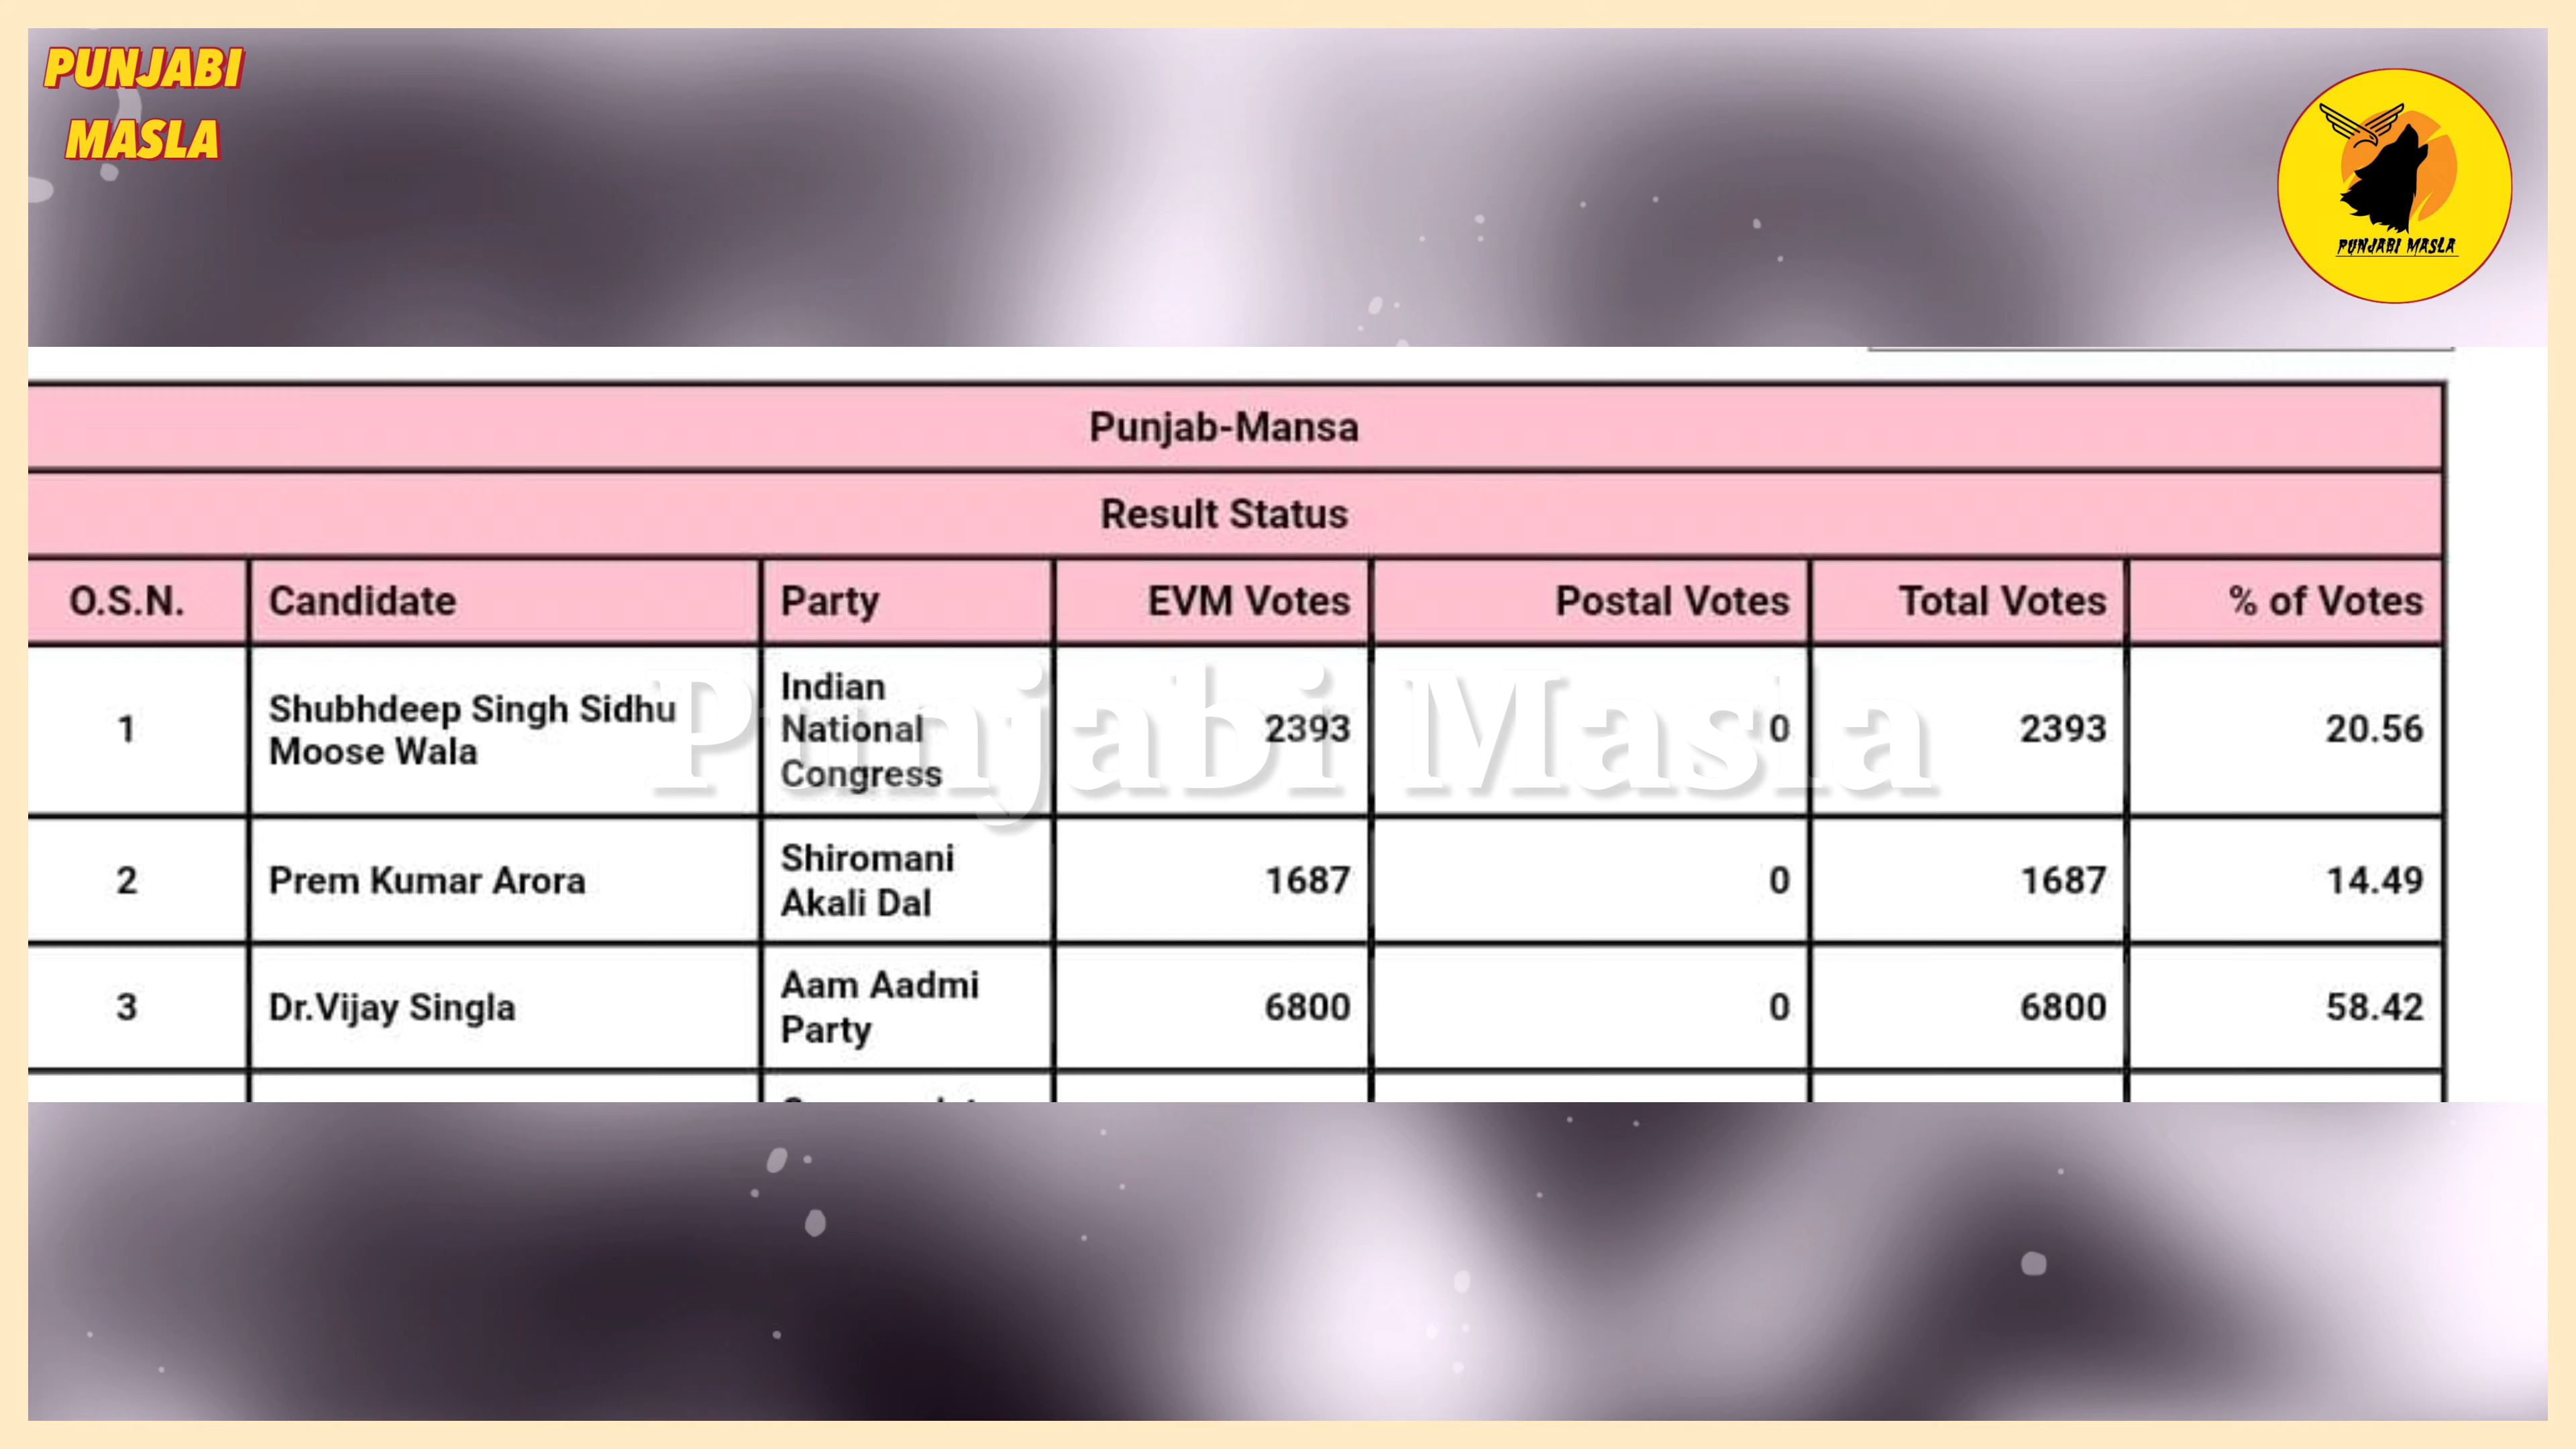 PUNJABI
MASLA
PUNJABI MASLA
Punjab-Mansa
Result Status
O.S.N. Candidate Party EVM Votes Postal Votes Total Votes % of Votes
1 Shubhdeep Singh Sidhu Moose Wala Indian National Congress 2393 0 2393 20.56
2 Prem Kumar Arora Shiromani Akali Dal 1687 0 1687 14.49
3 Dr.Vijay Singla Aam Aadmi Party 6800 0 6800 58.42
Punjabi Masla